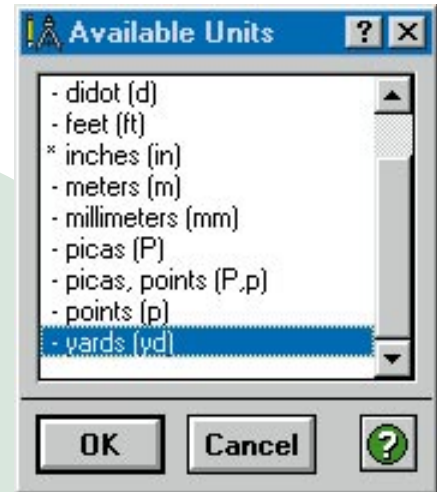 Available Units
- didot (d)
- feet (ft)
* inches (in)
- meters (m)
- millimeters (mm)
- picas (P)
- picas, points (P,p)
- points (p)
- yards (yd)
OK Cancel